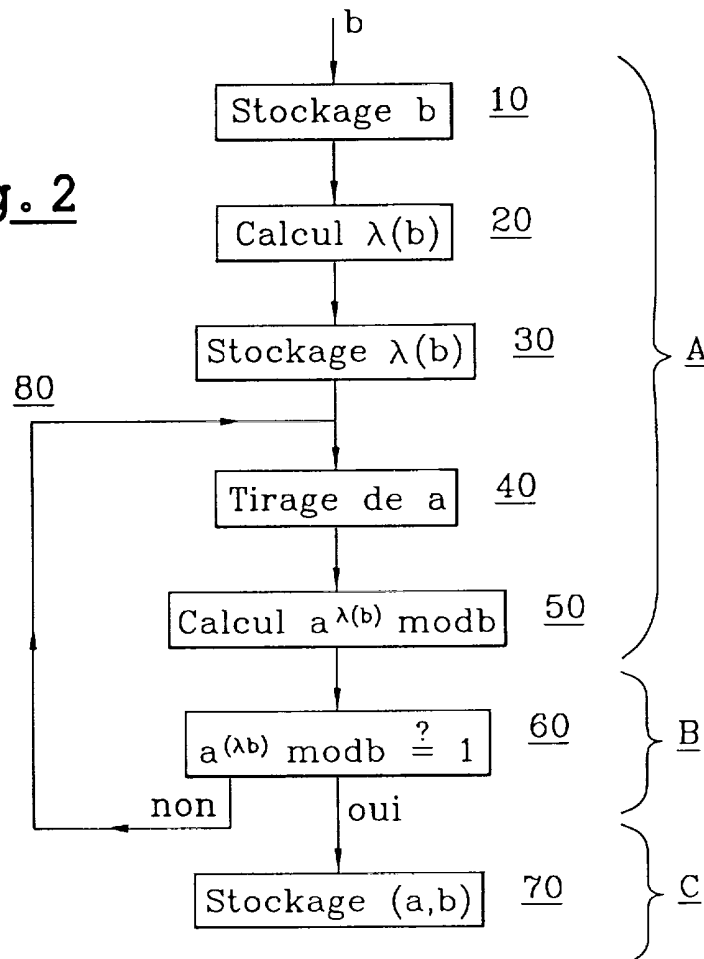 b
Stockage b 10
g. 2
Calcul λ(b) 20
Stockage λ(b) 30
A
80
Tirage de a 40
Calcul a^λ(b) modb 50
a^(λb) modb ≟ 1 60
B
non oui
Stockage (a,b) 70
C